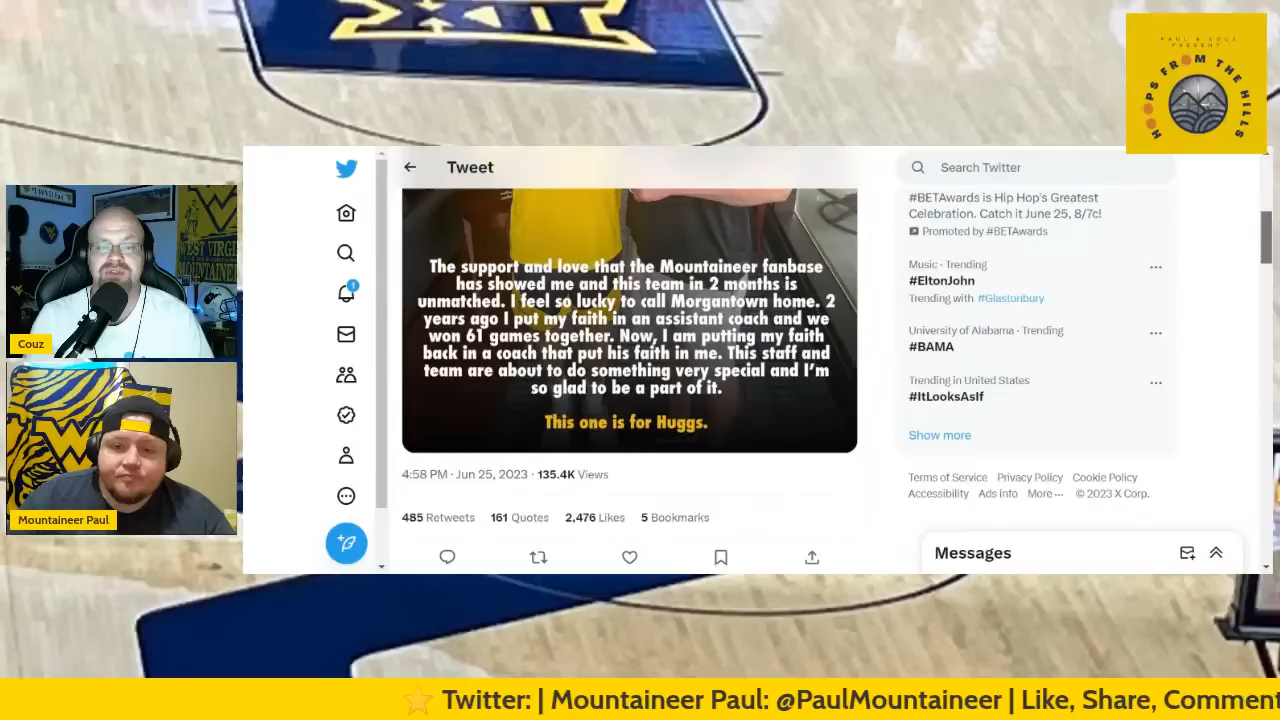 PAUL & COUZ
PRESENT
HOOPS FROM THE HILLS
Tweet
Search Twitter
The support and love that the Mountaineer fanbase
has showed me and this team in 2 months is
unmatched. I feel so lucky to call Morgantown home. 2
years ago I put my faith in an assistant coach and we
won 61 games together. Now, I am putting my faith
back in a coach that put his faith in me. This staff and
team are about to do something very special and I'm
so glad to be a part of it.
This one is for Huggs.
4:58 PM · Jun 25, 2023 · 135.4K Views
485 Retweets 161 Quotes 2,476 Likes 5 Bookmarks
1
#BETAwards is Hip Hop's Greatest
Celebration. Catch it June 25, 8/7c!
Promoted by #BETAwards
Music · Trending
#EltonJohn
Trending with #Glastonbury
University of Alabama · Trending
#BAMA
Trending in United States
#ItLooksAsIf
Show more
Terms of Service Privacy Policy Cookie Policy
Accessibility Ads info More ··· © 2023 X Corp.
Messages
WEST VIRGINIA
MOUNTAINEER
Couz
Mountaineer Paul
XII
Twitter: | Mountaineer Paul: @PaulMountaineer | Like, Share, Comment